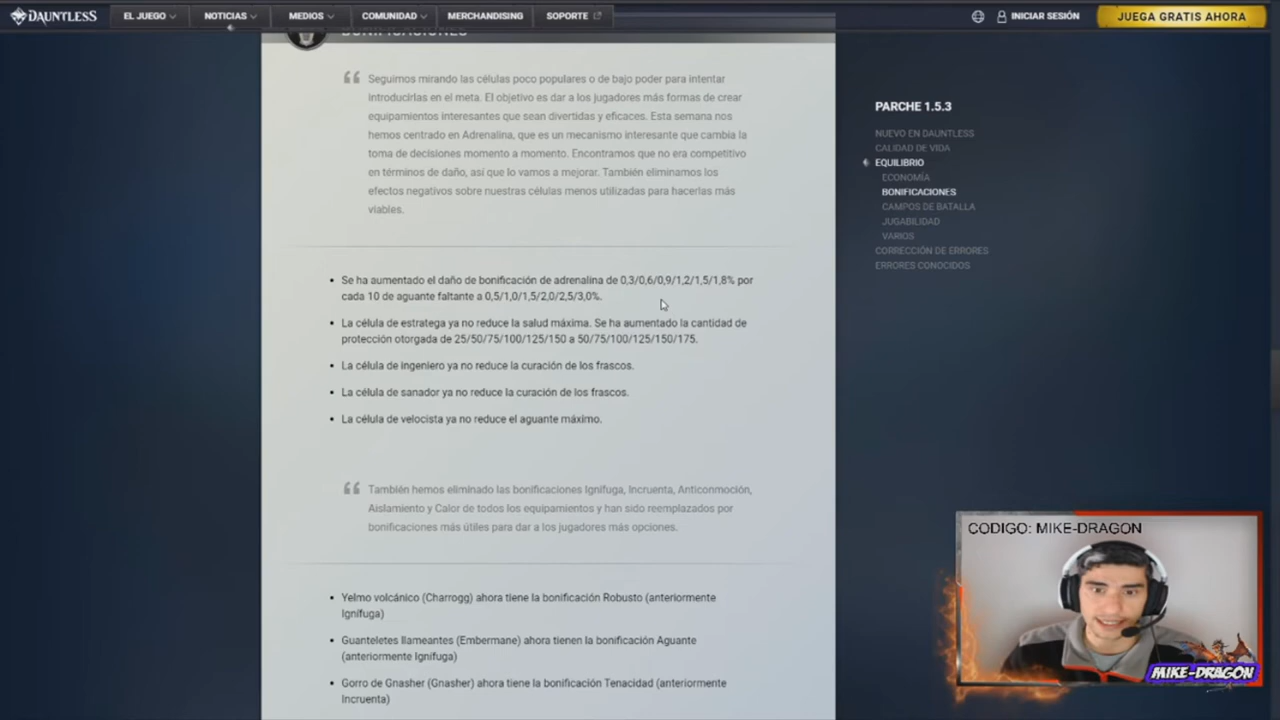 DAUNTLESS
EL JUEGO
NOTICIAS
MEDIOS
COMUNIDAD
MERCHANDISING
SOPORTE
INICIAR SESIÓN
JUEGA GRATIS AHORA
BONIFICACIONES
Seguimos mirando las células poco populares o de bajo poder para intentar
introducirlas en el meta. El objetivo es dar a los jugadores más formas de crear
equipamientos interesantes que sean divertidas y eficaces. Esta semana nos
hemos centrado en Adrenalina, que es un mecanismo interesante que cambia la
toma de decisiones momento a momento. Encontramos que no era competitivo
en términos de daño, así que lo vamos a mejorar. También eliminamos los
efectos negativos sobre nuestras células menos utilizadas para hacerlas más
viables.
• Se ha aumentado el daño de bonificación de adrenalina de 0,3/0,6/0,9/1,2/1,5/1,8% por
cada 10 de aguante faltante a 0,5/1,0/1,5/2,0/2,5/3,0%.
• La célula de estratega ya no reduce la salud máxima. Se ha aumentado la cantidad de
protección otorgada de 25/50/75/100/125/150 a 50/75/100/125/150/175.
• La célula de ingeniero ya no reduce la curación de los frascos.
• La célula de sanador ya no reduce la curación de los frascos.
• La célula de velocista ya no reduce el aguante máximo.
También hemos eliminado las bonificaciones Ignífuga, Incruenta, Anticonmoción,
Aislamiento y Calor de todos los equipamientos y han sido reemplazados por
bonificaciones más útiles para dar a los jugadores más opciones.
• Yelmo volcánico (Charrogg) ahora tiene la bonificación Robusto (anteriormente
Ignífuga)
• Guanteletes llameantes (Embermane) ahora tienen la bonificación Aguante
(anteriormente Ignífuga)
• Gorro de Gnasher (Gnasher) ahora tiene la bonificación Tenacidad (anteriormente
Incruenta)
PARCHE 1.5.3
NUEVO EN DAUNTLESS
CALIDAD DE VIDA
EQUILIBRIO
ECONOMÍA
BONIFICACIONES
CAMPOS DE BATALLA
JUGABILIDAD
VARIOS
CORRECCIÓN DE ERRORES
ERRORES CONOCIDOS
CODIGO: MIKE-DRAGON
MIKE-DRAGON